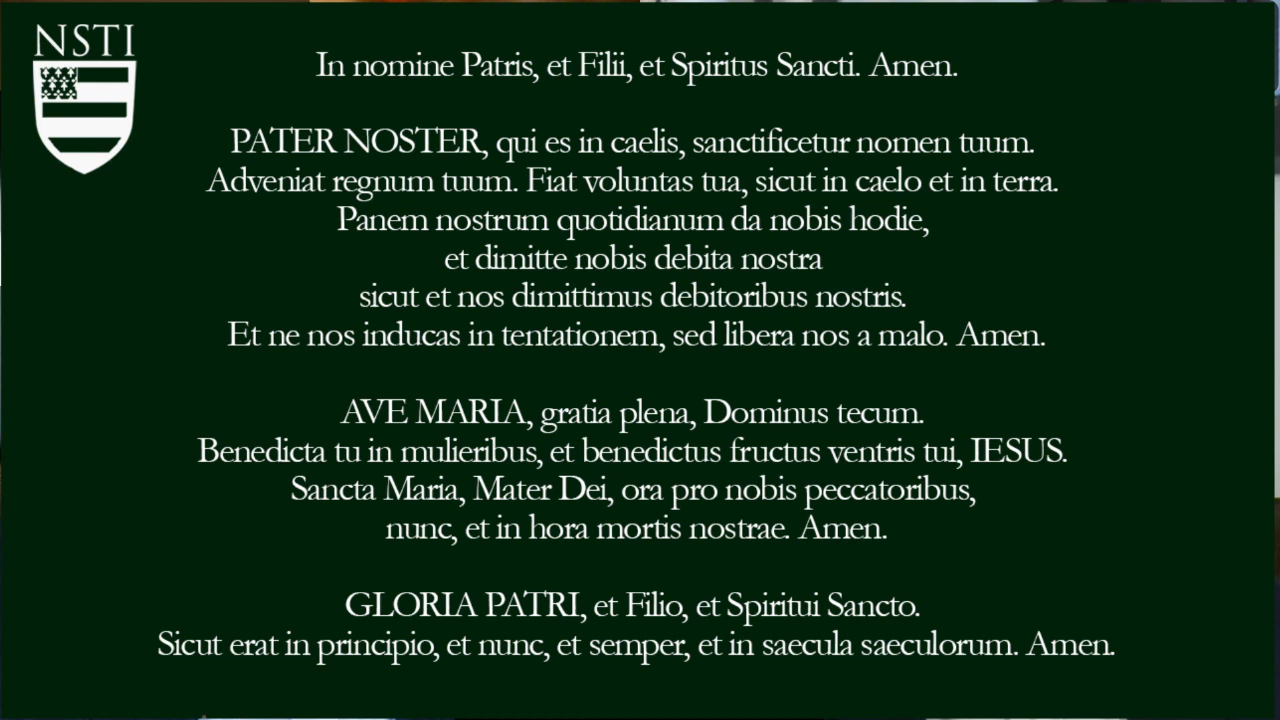 NSTI
In nomine Patris, et Filii, et Spiritus Sancti. Amen.
PATER NOSTER, qui es in caelis, sanctificetur nomen tuum.
Adveniat regnum tuum. Fiat voluntas tua, sicut in caelo et in terra.
Panem nostrum quotidianum da nobis hodie,
et dimitte nobis debita nostra
sicut et nos dimittimus debitoribus nostris.
Et ne nos inducas in tentationem, sed libera nos a malo. Amen.
AVE MARIA, gratia plena, Dominus tecum.
Benedicta tu in mulieribus, et benedictus fructus ventris tui, IESUS.
Sancta Maria, Mater Dei, ora pro nobis peccatoribus,
nunc, et in hora mortis nostrae. Amen.
GLORIA PATRI, et Filio, et Spiritui Sancto.
Sicut erat in principio, et nunc, et semper, et in saecula saeculorum. Amen.